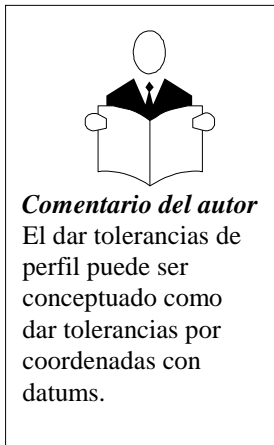 Comentario del autor
El dar tolerancias de
perfil puede ser
conceptuado como
dar tolerancias por
coordenadas con
datums.